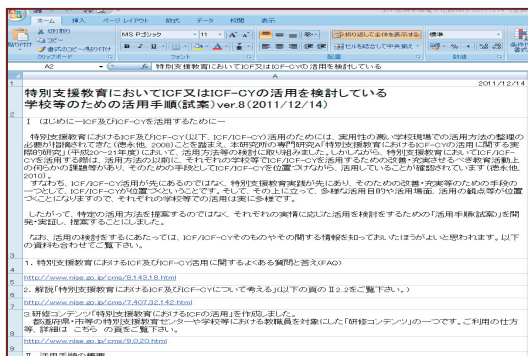 ホーム 挿入 ページ レイアウト 数式 データ 校閲 表示
切り取り
コピー
書式のコピー/貼り付け
クリップボード
MS Pゴシック 11
フォント
折り返して全体を表示する
セルを結合して中央揃え
配置
標準
数値
A2 特別支援教育においてICF又はICF-CYの活用を検討している
A
2011/12/14
特別支援教育においてICF又はICF-CYの活用を検討している
学校等のための活用手順(試案)ver.8(2011/12/14)
Ⅰ はじめに―ICF及びICF-CYを活用するために―
特別支援教育におけるICF及びICF-CY(以下、ICF/ICF-CY)活用のためには、実用性の高い学校現場での活用方法の整理の
必要が指摘されてきた(徳永他、2008)ことを踏まえ、本研究所の専門研究A「特別支援教育におけるICF-CYの活用に関する実
際的研究」(平成20～21年度)において、活用方法等の検討に取り組みました。しかしながら、特別支援教育においてICF/ICF-
CYを活用する際は、活用方法の以前に、それぞれの学校等でICF/ICF-CYを活用するための改善・充実させるべき教育活動上
の何らかの課題等があり、そのための手段としてICF/ICF-CYを位置づけながら、活用していることが確認されています(徳永他、
2010)。
すなわち、ICF/ICF-CY活用が先にあるのではなく、特別支援教育実践が先にあり、そのための改善・充実等のための手段の
一つとして、ICF/ICF-CYが位置づくということです。そして、その上に立って、多様な活用目的や活用場面、活用の観点等が位置
づくことになりますので、それぞれの学校等での活用は実に多様です。
したがって、特定の活用方法を提案するのではなく、それぞれの実情に応じた活用を検討するための「活用手順(試案)」を開
発・実証し、提案することにしました。
なお、活用の検討をするにあたっては、ICF/ICF-CYそのものやその関する情報を知っておいたほうがよいと思われます。以下
の資料も合わせてご覧下さい。
1. 特別支援教育におけるICF及びICF-CY活用に関するよくある質問と答え(FAQ)
http://www.nise.go.jp/cms/8,143,18.html
2. 解説「特別支援教育におけるICF及びICF-CYについて考える」(以下の頁のⅡ2.2をご覧下さい。)
http://www.nise.go.jp/cms/7,407,32,142.html
3.研修コンテンツ「特別支援教育におけるICFの活用」を作成しました。
都道府県・市等の特別支援教育センターや学校等における教職員を対象にした「研修コンテンツ」の一つです。ご利用の仕方
等、詳細は こちら の頁をご覧下さい。
http://www.nise.go.jp/cms/9,0,20.html
Ⅱ 活用手順の概要